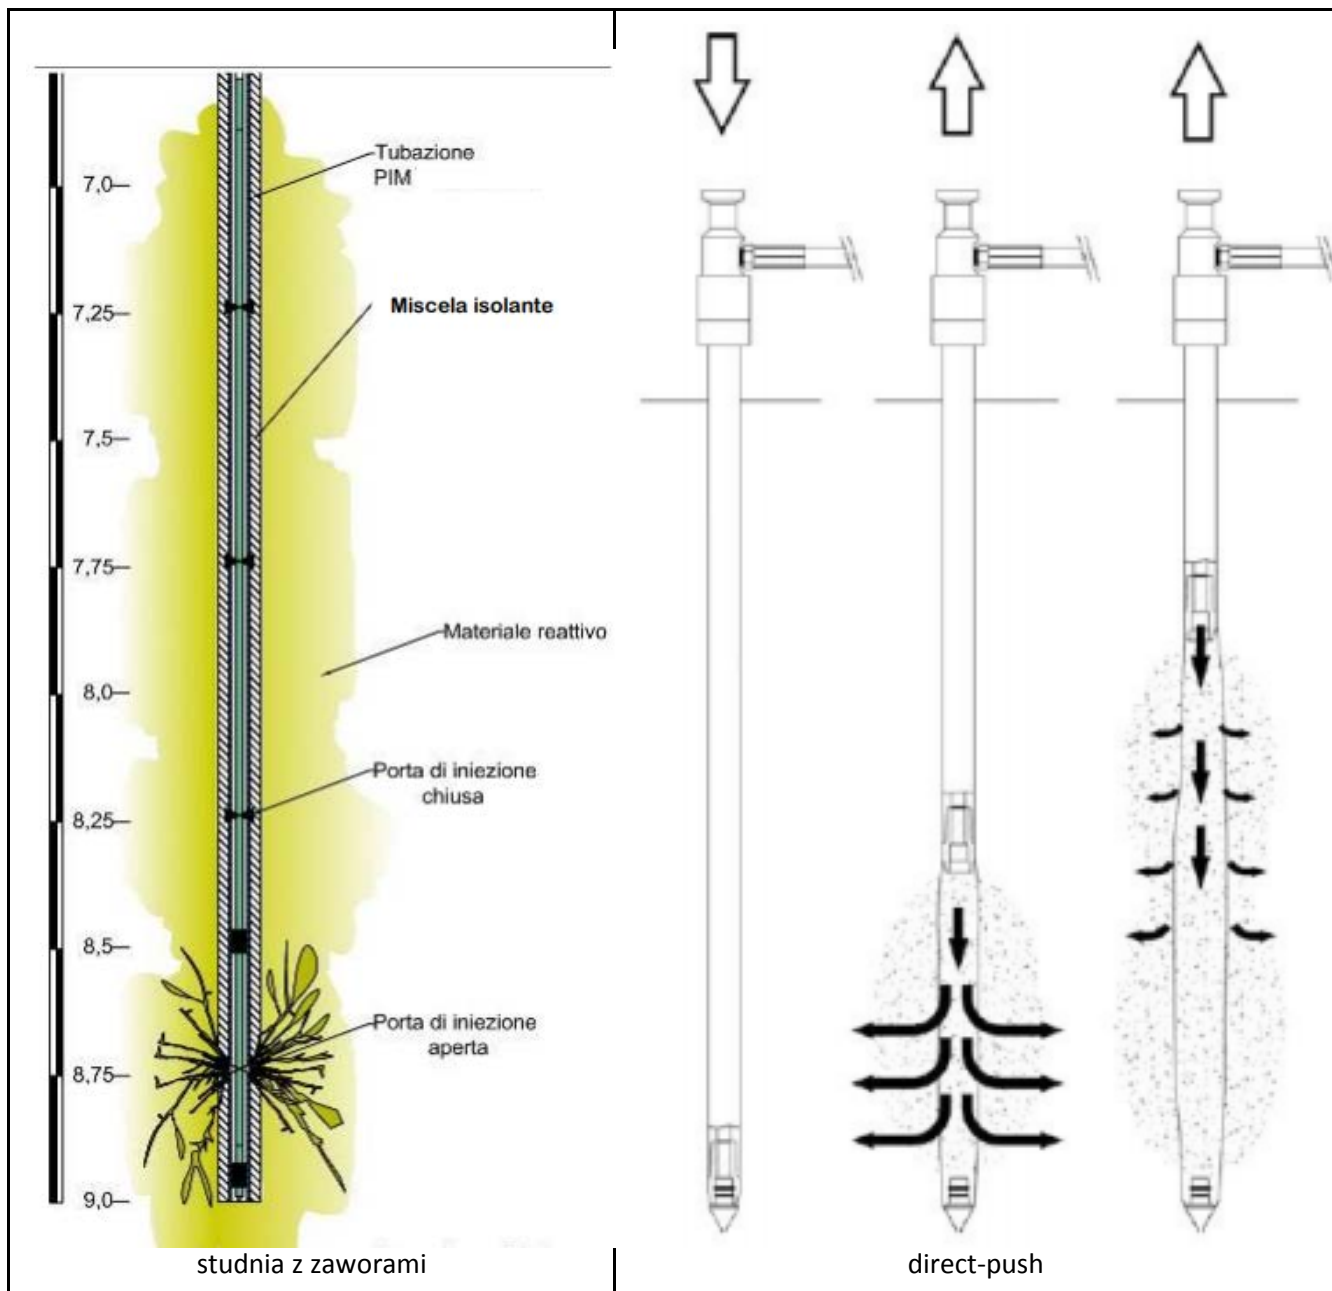 Tubazione
PIM
7,0
Miscela isolante
7,25
7,5
7,75
Materiale reattivo
8,0
Porta di iniezione
chiusa
8,25
8,5
Porta di iniezione
aperta
8,75
9,0
studnia z zaworami
direct-push